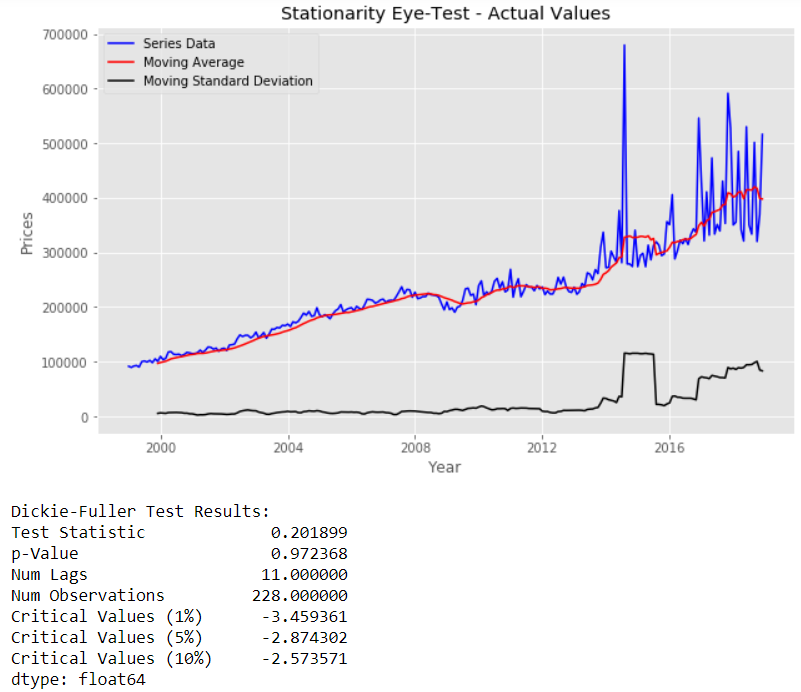 Stationarity Eye-Test - Actual Values
700000
600000
500000
400000
300000
200000
100000
0
Prices
Series Data
Moving Average
Moving Standard Deviation
2000 2004 2008 2012 2016
Year
Dickie-Fuller Test Results:
Test Statistic 0.201899
p-Value 0.972368
Num Lags 11.000000
Num Observations 228.000000
Critical Values (1%) -3.459361
Critical Values (5%) -2.874302
Critical Values (10%) -2.573571
dtype: float64